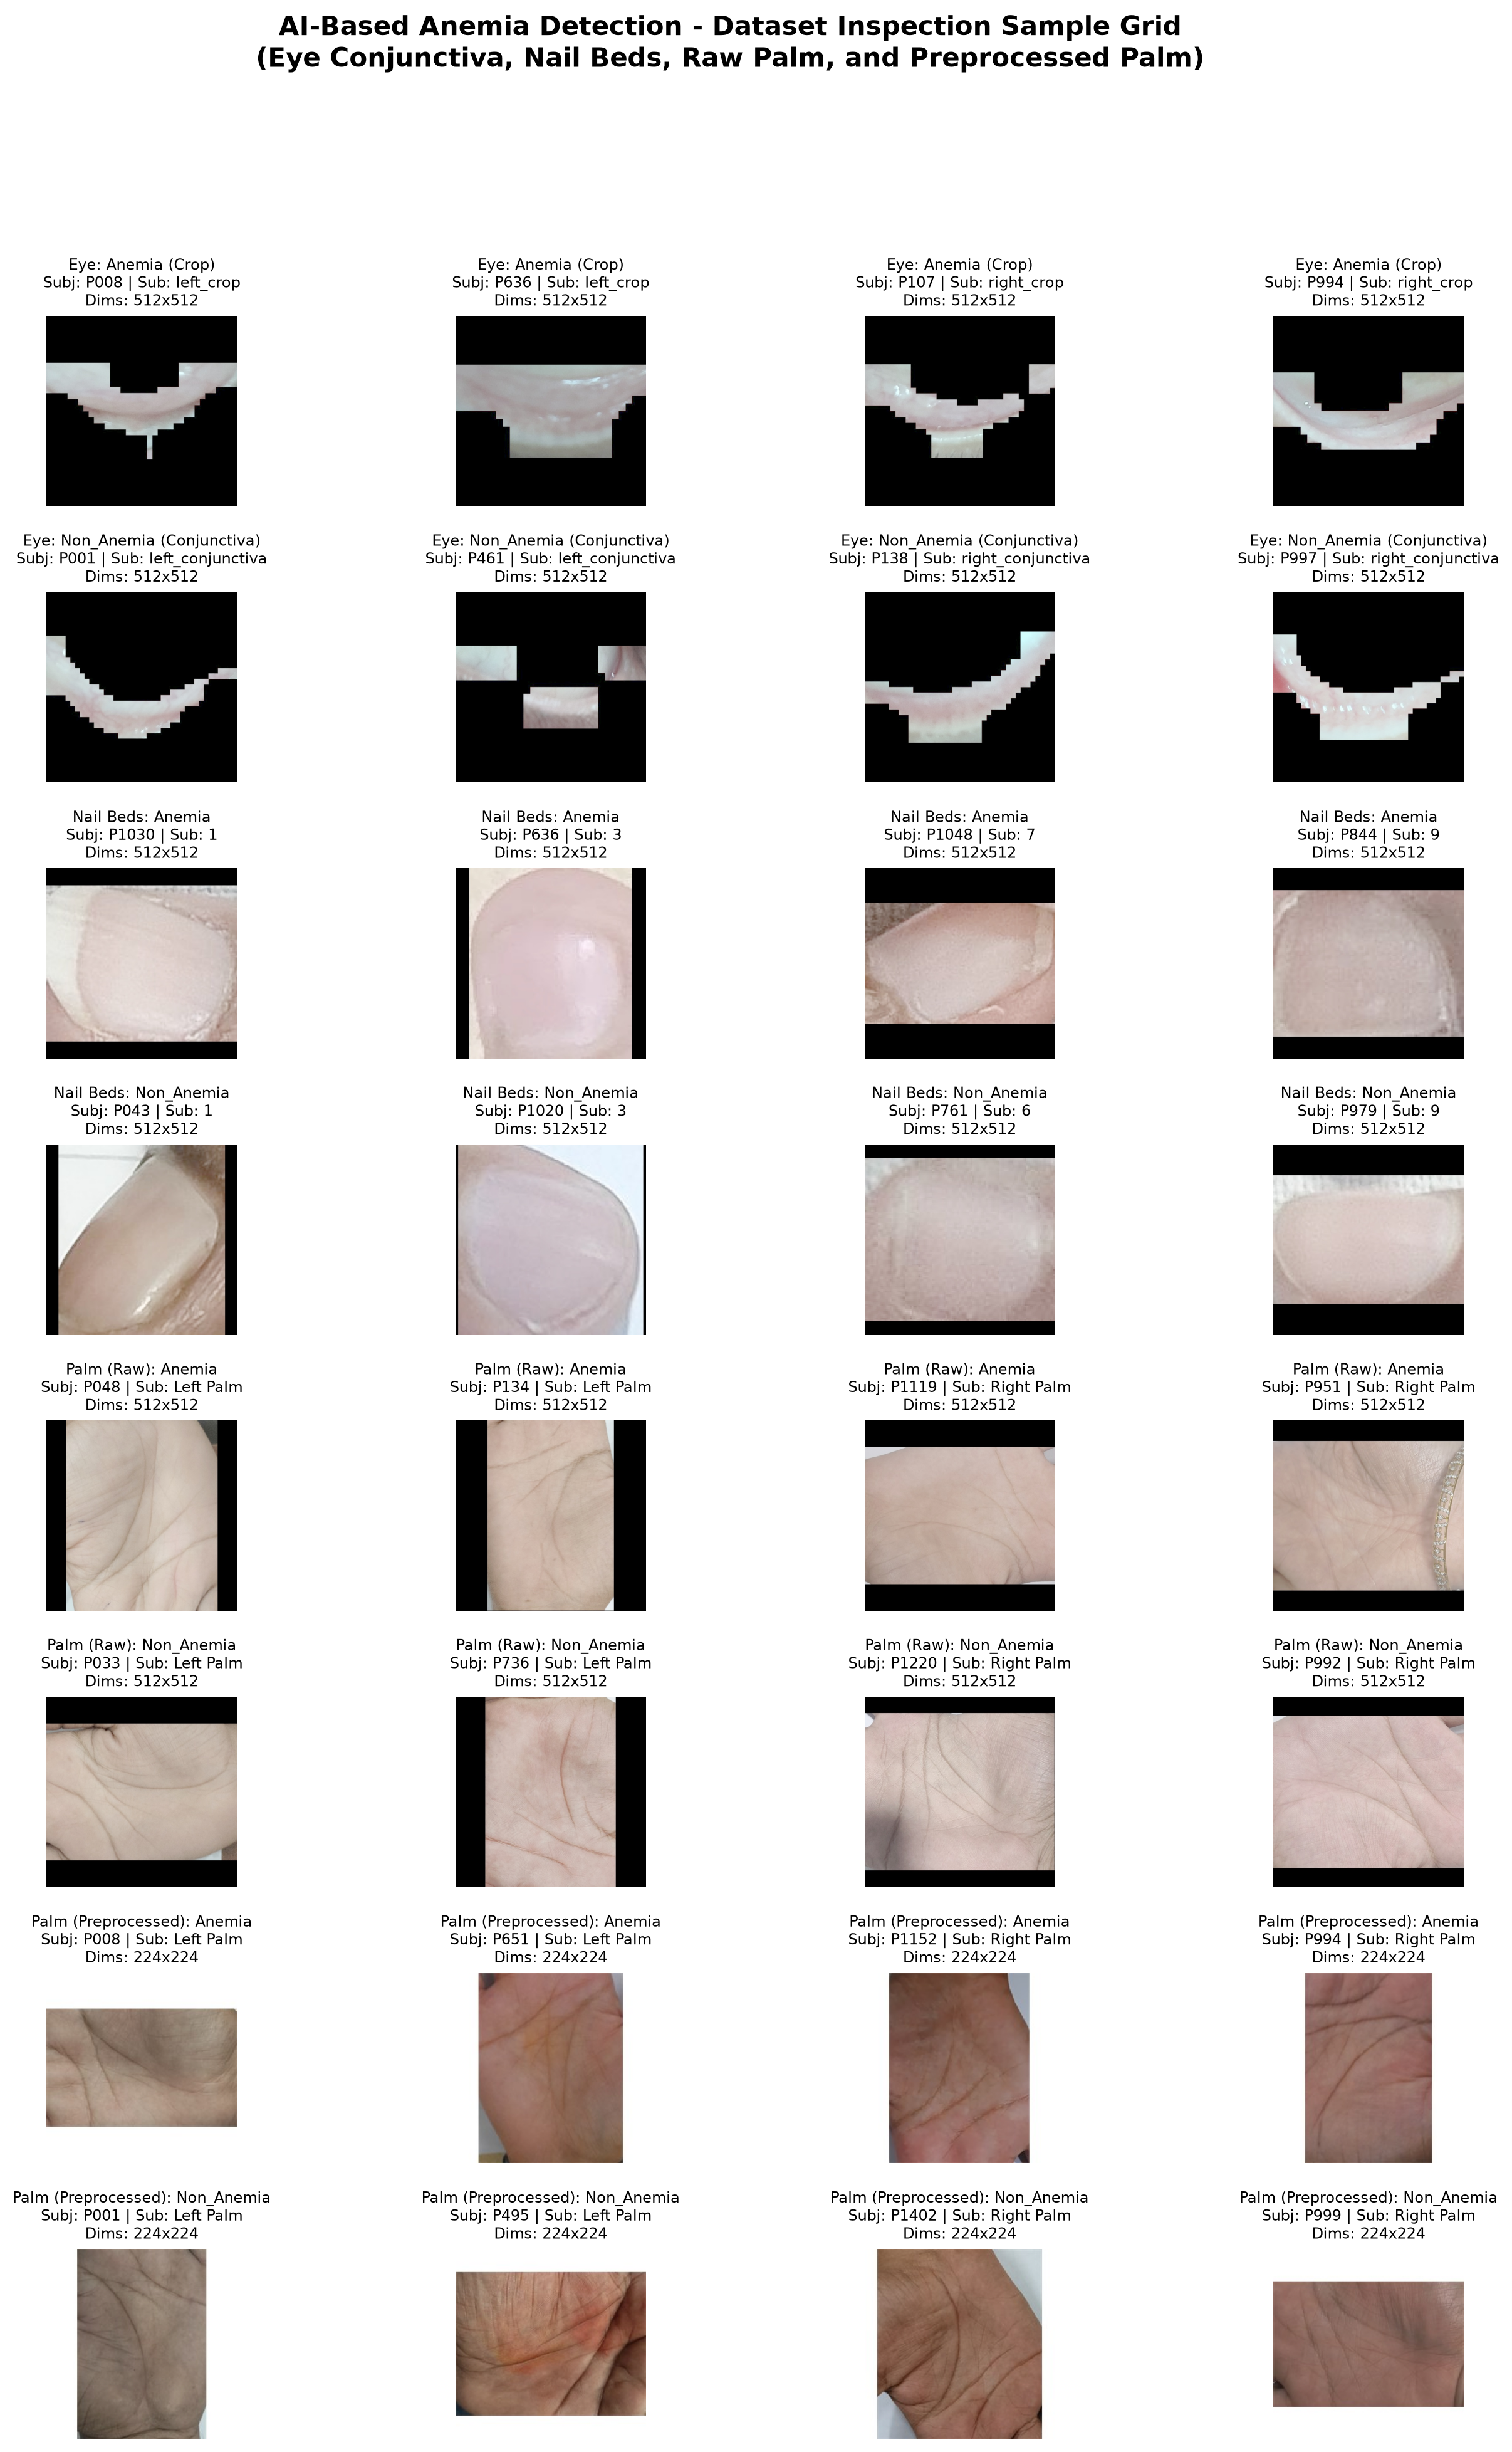 AI-Based Anemia Detection - Dataset Inspection Sample Grid
(Eye Conjunctiva, Nail Beds, Raw Palm, and Preprocessed Palm)
Eye: Anemia (Crop)
Subj: P008 | Sub: left_crop
Dims: 512x512
Eye: Anemia (Crop)
Subj: P636 | Sub: left_crop
Dims: 512x512
Eye: Anemia (Crop)
Subj: P107 | Sub: right_crop
Dims: 512x512
Eye: Anemia (Crop)
Subj: P994 | Sub: right_crop
Dims: 512x512
Eye: Non_Anemia (Conjunctiva)
Subj: P001 | Sub: left_conjunctiva
Dims: 512x512
Eye: Non_Anemia (Conjunctiva)
Subj: P461 | Sub: left_conjunctiva
Dims: 512x512
Eye: Non_Anemia (Conjunctiva)
Subj: P138 | Sub: right_conjunctiva
Dims: 512x512
Eye: Non_Anemia (Conjunctiva)
Subj: P997 | Sub: right_conjunctiva
Dims: 512x512
Nail Beds: Anemia
Subj: P1030 | Sub: 1
Dims: 512x512
Nail Beds: Anemia
Subj: P636 | Sub: 3
Dims: 512x512
Nail Beds: Anemia
Subj: P1048 | Sub: 7
Dims: 512x512
Nail Beds: Anemia
Subj: P844 | Sub: 9
Dims: 512x512
Nail Beds: Non_Anemia
Subj: P043 | Sub: 1
Dims: 512x512
Nail Beds: Non_Anemia
Subj: P1020 | Sub: 3
Dims: 512x512
Nail Beds: Non_Anemia
Subj: P761 | Sub: 6
Dims: 512x512
Nail Beds: Non_Anemia
Subj: P979 | Sub: 9
Dims: 512x512
Palm (Raw): Anemia
Subj: P048 | Sub: Left Palm
Dims: 512x512
Palm (Raw): Anemia
Subj: P134 | Sub: Left Palm
Dims: 512x512
Palm (Raw): Anemia
Subj: P1119 | Sub: Right Palm
Dims: 512x512
Palm (Raw): Anemia
Subj: P951 | Sub: Right Palm
Dims: 512x512
Palm (Raw): Non_Anemia
Subj: P033 | Sub: Left Palm
Dims: 512x512
Palm (Raw): Non_Anemia
Subj: P736 | Sub: Left Palm
Dims: 512x512
Palm (Raw): Non_Anemia
Subj: P1220 | Sub: Right Palm
Dims: 512x512
Palm (Raw): Non_Anemia
Subj: P992 | Sub: Right Palm
Dims: 512x512
Palm (Preprocessed): Anemia
Subj: P008 | Sub: Left Palm
Dims: 224x224
Palm (Preprocessed): Anemia
Subj: P651 | Sub: Left Palm
Dims: 224x224
Palm (Preprocessed): Anemia
Subj: P1152 | Sub: Right Palm
Dims: 224x224
Palm (Preprocessed): Anemia
Subj: P994 | Sub: Right Palm
Dims: 224x224
Palm (Preprocessed): Non_Anemia
Subj: P001 | Sub: Left Palm
Dims: 224x224
Palm (Preprocessed): Non_Anemia
Subj: P495 | Sub: Left Palm
Dims: 224x224
Palm (Preprocessed): Non_Anemia
Subj: P1402 | Sub: Right Palm
Dims: 224x224
Palm (Preprocessed): Non_Anemia
Subj: P999 | Sub: Right Palm
Dims: 224x224